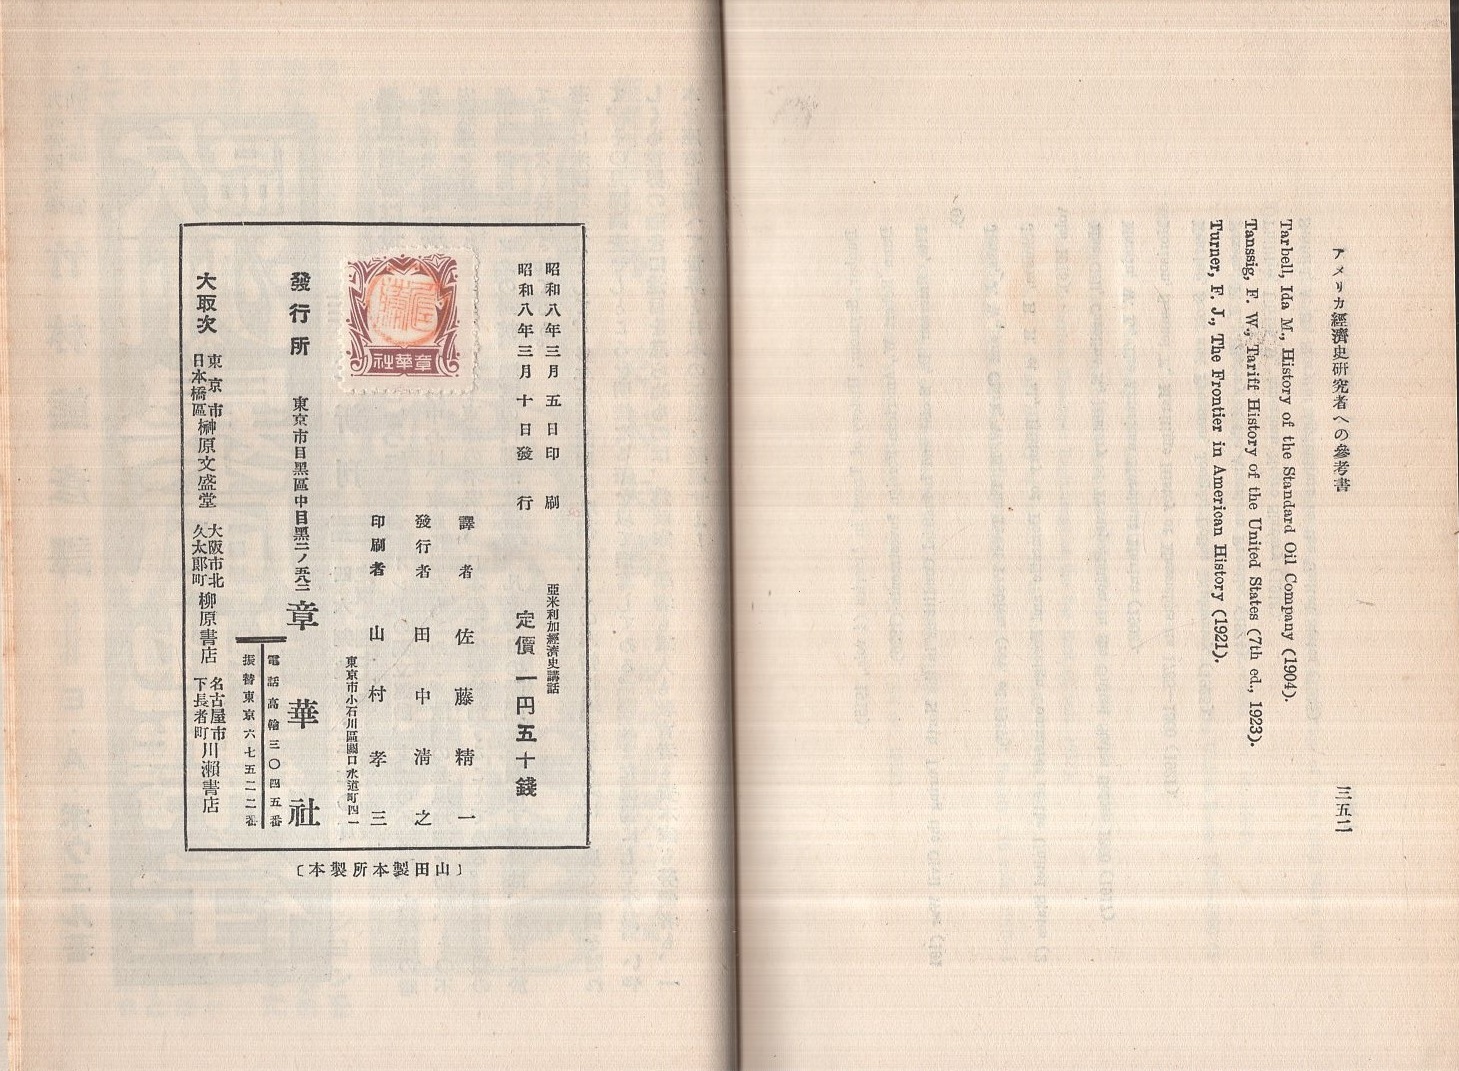 アメリカ經濟史研究者への參考書
三五二
Tarbell, Ida M., History of the Standard Oil Company (1904).
Tanssig, F. W., Tariff History of the United States (7th ed., 1923).
Turner, F. J., The Frontier in American History (1921).
昭和八年三月五日印刷
昭和八年三月十日發行
亞米利加經濟史講話
定價一円五十錢
譯者 佐藤精一
發行者 田中淸之
印刷者 山村孝三
東京市小石川區關口水道町四一
章華社
發行所 東京市目黑區中目黑二ノ五八二 章華社
電話高輪三〇四五番
振替東京六七五二二番
大取次 東京市日本橋區 榊原文盛堂 大阪市北久太郞町 柳原書店 名古屋市下長者町 川瀨書店
〔山田製本所製本〕